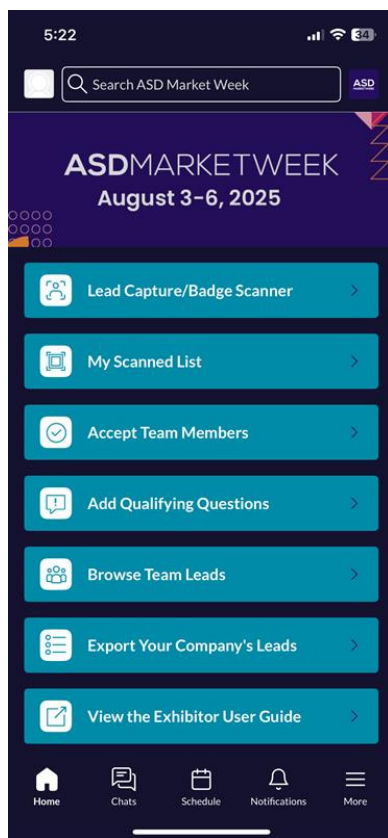 5:22
34
Search ASD Market Week
ASD
ASDMARKETWEEK
August 3-6, 2025
Lead Capture/Badge Scanner
My Scanned List
Accept Team Members
Add Qualifying Questions
Browse Team Leads
Export Your Company's Leads
View the Exhibitor User Guide
Home
Chats
Schedule
Notifications
More